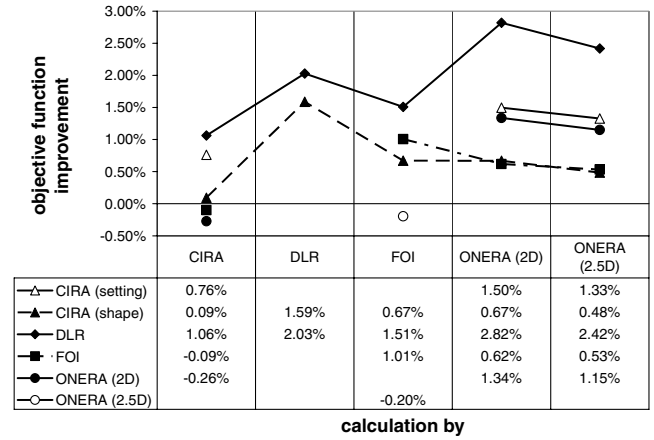 3.00%
2.50%
2.00%
1.50%
1.00%
0.50%
0.00%
-0.50%
objective function
improvement
CIRA DLR FOI ONERA (2D) ONERA (2.5D)
CIRA (setting) 0.76% 1.50% 1.33%
CIRA (shape) 0.09% 1.59% 0.67% 0.67% 0.48%
DLR 1.06% 2.03% 1.51% 2.82% 2.42%
FOI -0.09% 1.01% 0.62% 0.53%
ONERA (2D) -0.26% 1.34% 1.15%
ONERA (2.5D) -0.20%
calculation by